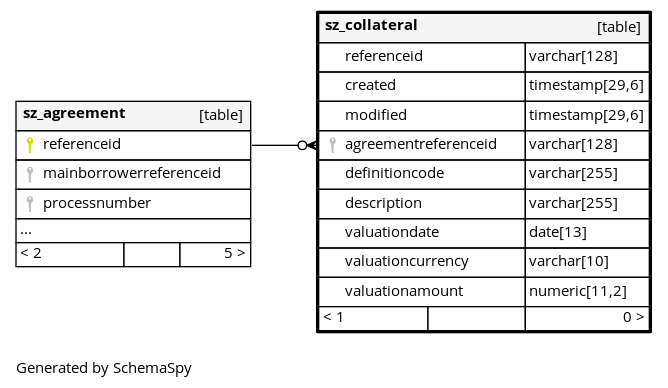 sz_agreement [table]
referenceid
mainborrowerreferenceid
processnumber
...
< 2 5 >
sz_collateral [table]
referenceid varchar[128]
created timestamp[29,6]
modified timestamp[29,6]
agreementreferenceid varchar[128]
definitioncode varchar[255]
description varchar[255]
valuationdate date[13]
valuationcurrency varchar[10]
valuationamount numeric[11,2]
< 1 0 >
Generated by SchemaSpy